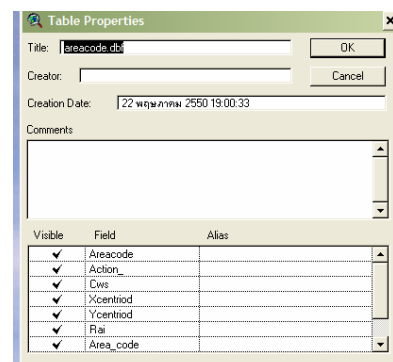 Table Properties
Title: areacode.dbf OK
Creator: Cancel
Creation Date: 22 พฤษภาคม 2550 19:00:33
Comments
Visible Field Alias
Areacode
Action_
Cws
Xcentriod
Ycentriod
Rai
Area_code